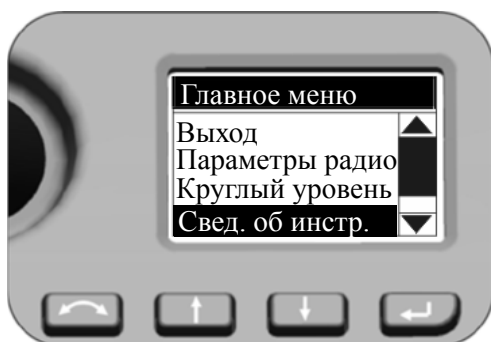 Главное меню
Выход
Параметры радио
Круглый уровень
Свед. об инстр.